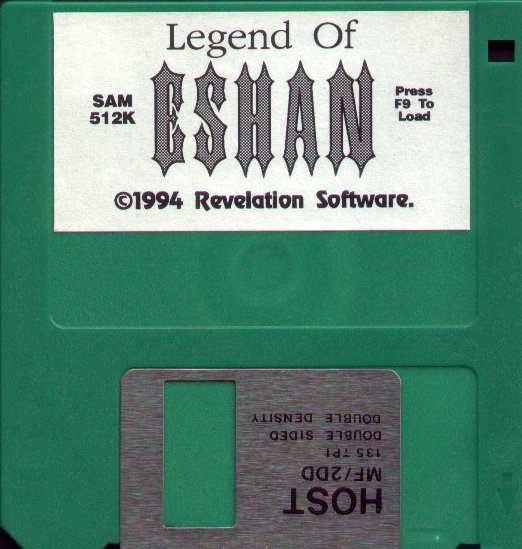 Legend Of
ESHAN
SAM
512K
Press
F9 To
Load
©1994 Revelation Software.
HOST
MF/2DD
135 TPI
DOUBLE SIDED
DOUBLE DENSITY